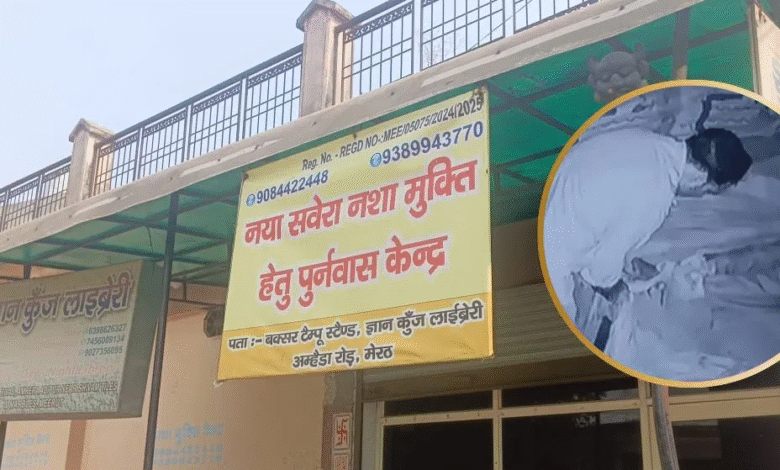 Reg. No. - REGD NO-:MEE/05075/2024/2025
9084422448 9389943770
नया सवेरा नशा मुक्ति
हेतु पुर्नवास केन्द्र
पता :- बक्सर टैम्पू स्टैण्ड, ज्ञान कुँज लाईब्रेरी
अम्हैडा रोड़, मेरठ
ज्ञान कुँज लाइब्रेरी